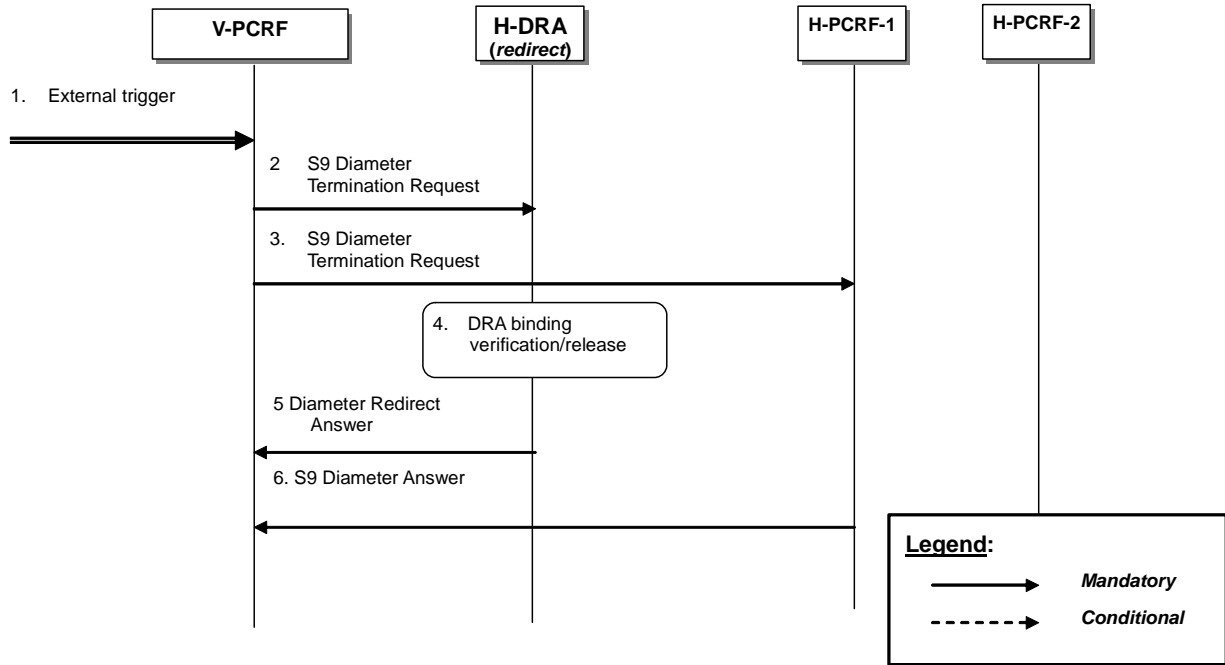 V-PCRF
H-DRA
(redirect)
H-PCRF-1
H-PCRF-2
1. External trigger
2 S9 Diameter
Termination Request
3. S9 Diameter
Termination Request
4. DRA binding
verification/release
5 Diameter Redirect
Answer
6. S9 Diameter Answer
Legend:
Mandatory
Conditional